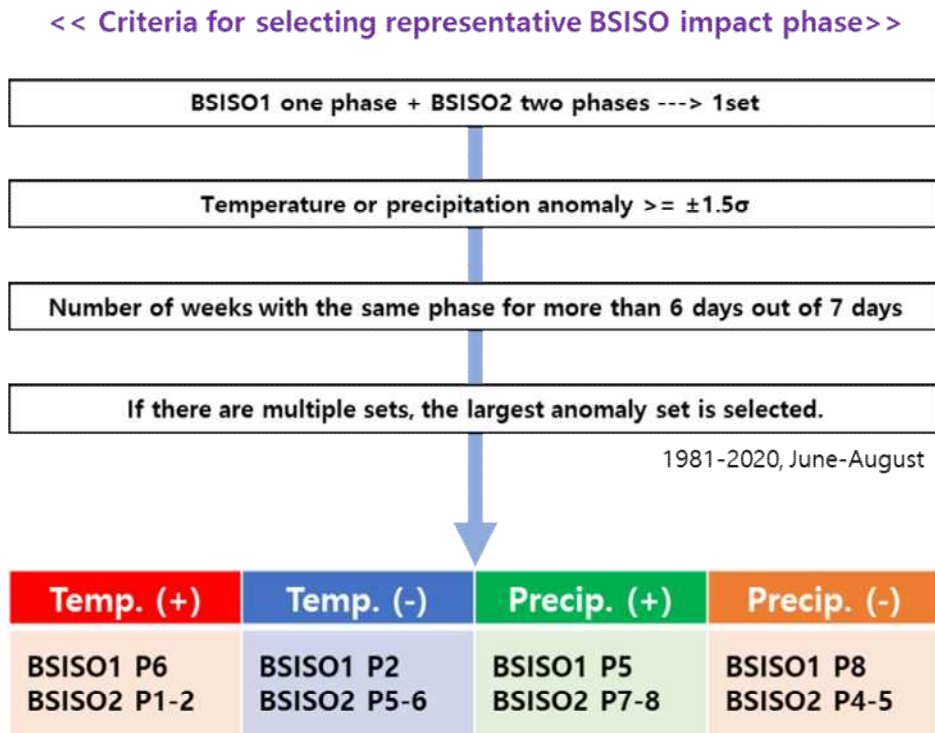 << Criteria for selecting representative BSISO impact phase>>
BSISO1 one phase + BSISO2 two phases ---> 1set
Temperature or precipitation anomaly >= ±1.5σ
Number of weeks with the same phase for more than 6 days out of 7 days
If there are multiple sets, the largest anomaly set is selected.
1981-2020, June-August
Temp. (+) Temp. (-) Precip. (+) Precip. (-)
BSISO1 P6 BSISO1 P2 BSISO1 P5 BSISO1 P8
BSISO2 P1-2 BSISO2 P5-6 BSISO2 P7-8 BSISO2 P4-5